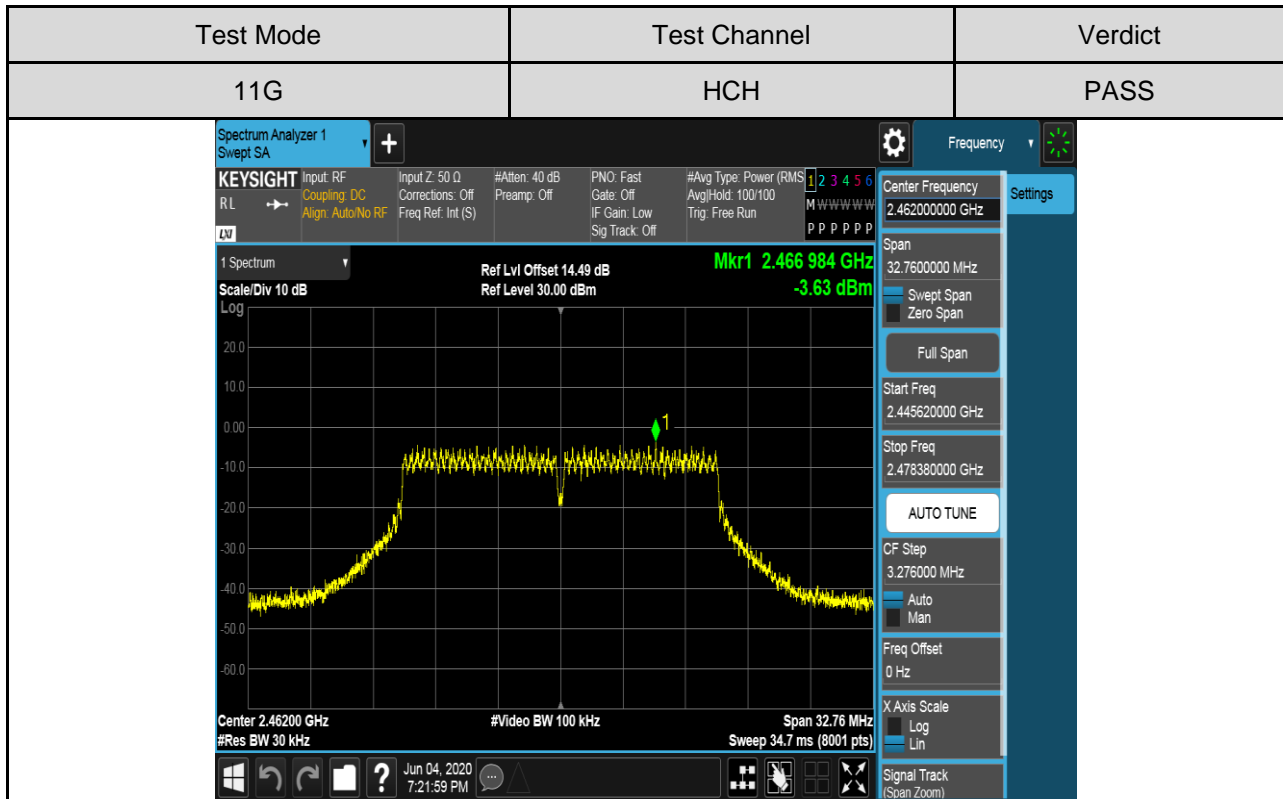 Test Mode Test Channel Verdict
11G HCH PASS
Spectrum Analyzer 1
Swept SA
+
Frequency
KEYSIGHT Input: RF Input Z: 50 Ω #Atten: 40 dB PNO: Fast #Avg Type: Power (RMS 1 2 3 4 5 6
RL Coupling: DC Corrections: Off Preamp: Off Gate: Off Avg|Hold: 100/100 M W W W W W
Align: Auto/No RF Freq Ref: Int (S) IF Gain: Low Trig: Free Run
LXI Sig Track: Off P P P P P P
1 Spectrum Ref Lvl Offset 14.49 dB Mkr1 2.466 984 GHz
Scale/Div 10 dB Ref Level 30.00 dBm -3.63 dBm
Log
20.0
10.0
0.00
1
-10.0
-20.0
-30.0
-40.0
-50.0
-60.0
Center 2.46200 GHz #Video BW 100 kHz Span 32.76 MHz
#Res BW 30 kHz Sweep 34.7 ms (8001 pts)
? Jun 04, 2020
7:21:59 PM
Center Frequency
2.462000000 GHz
Settings
Span
32.7600000 MHz
Swept Span
Zero Span
Full Span
Start Freq
2.445620000 GHz
Stop Freq
2.478380000 GHz
AUTO TUNE
CF Step
3.276000 MHz
Auto
Man
Freq Offset
0 Hz
X Axis Scale
Log
Lin
Signal Track
(Span Zoom)